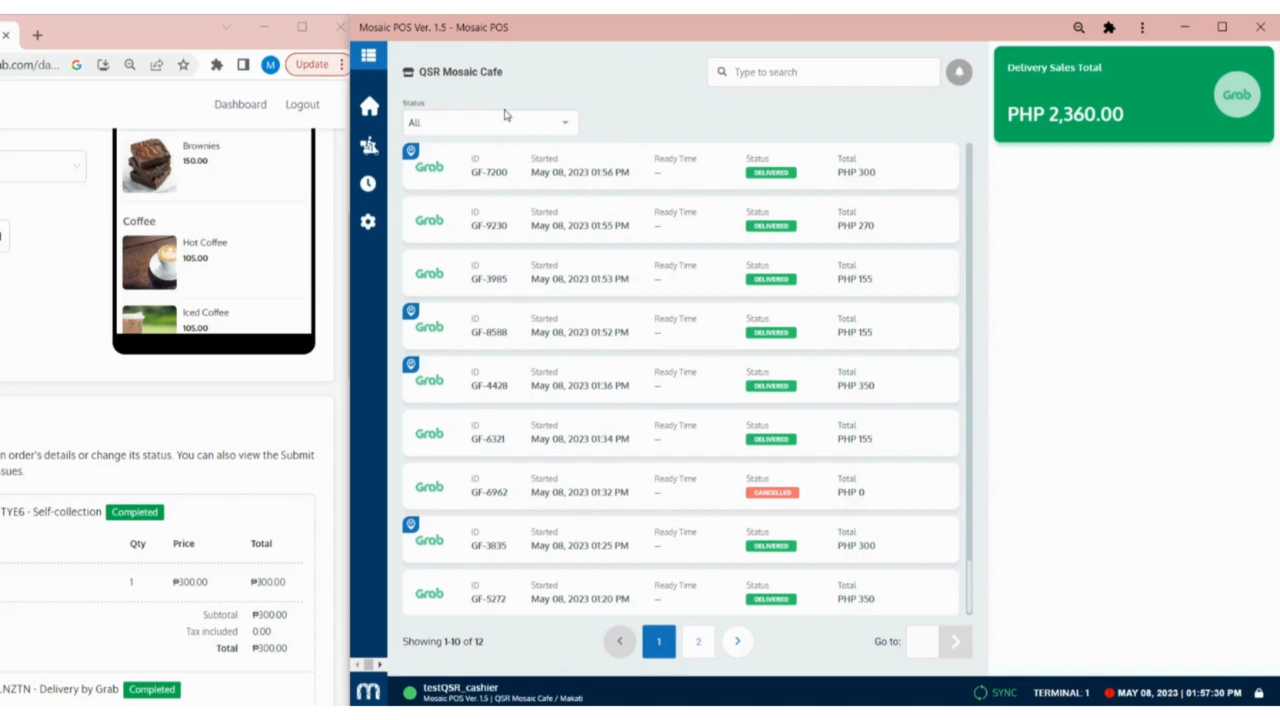 Mosaic POS Ver. 1.5 - Mosaic POS
b.com/da...
G
M
Update
Dashboard
Logout
Brownies
150.00
Coffee
Hot Coffee
105.00
Iced Coffee
105.00
n order's details or change its status. You can also view the Submit
sues.
TYE6 - Self-collection Completed
Qty Price Total
1 ₱300.00 ₱300.00
Subtotal ₱300.00
Tax included 0.00
Total ₱300.00
LNZTN - Delivery by Grab Completed
QSR Mosaic Cafe
Type to search
Status
All
Grab
ID Started Ready Time Status Total
GF-7200 May 08, 2023 01:56 PM -- DELIVERED PHP 300
Grab
ID Started Ready Time Status Total
GF-9230 May 08, 2023 01:55 PM -- DELIVERED PHP 270
Grab
ID Started Ready Time Status Total
GF-3985 May 08, 2023 01:53 PM -- DELIVERED PHP 155
Grab
ID Started Ready Time Status Total
GF-8588 May 08, 2023 01:52 PM -- DELIVERED PHP 155
Grab
ID Started Ready Time Status Total
GF-4428 May 08, 2023 01:36 PM -- DELIVERED PHP 350
Grab
ID Started Ready Time Status Total
GF-6321 May 08, 2023 01:34 PM -- DELIVERED PHP 155
Grab
ID Started Ready Time Status Total
GF-6962 May 08, 2023 01:32 PM -- CANCELLED PHP 0
Grab
ID Started Ready Time Status Total
GF-3835 May 08, 2023 01:25 PM -- DELIVERED PHP 300
Grab
ID Started Ready Time Status Total
GF-5272 May 08, 2023 01:20 PM -- DELIVERED PHP 350
Showing 1-10 of 12
1 2
Go to:
Delivery Sales Total
PHP 2,360.00
Grab
m
testQSR_cashier
Mosaic POS Ver. 1.5 | QSR Mosaic Cafe / Makati
SYNC TERMINAL: 1 MAY 08, 2023 | 01:57:30 PM